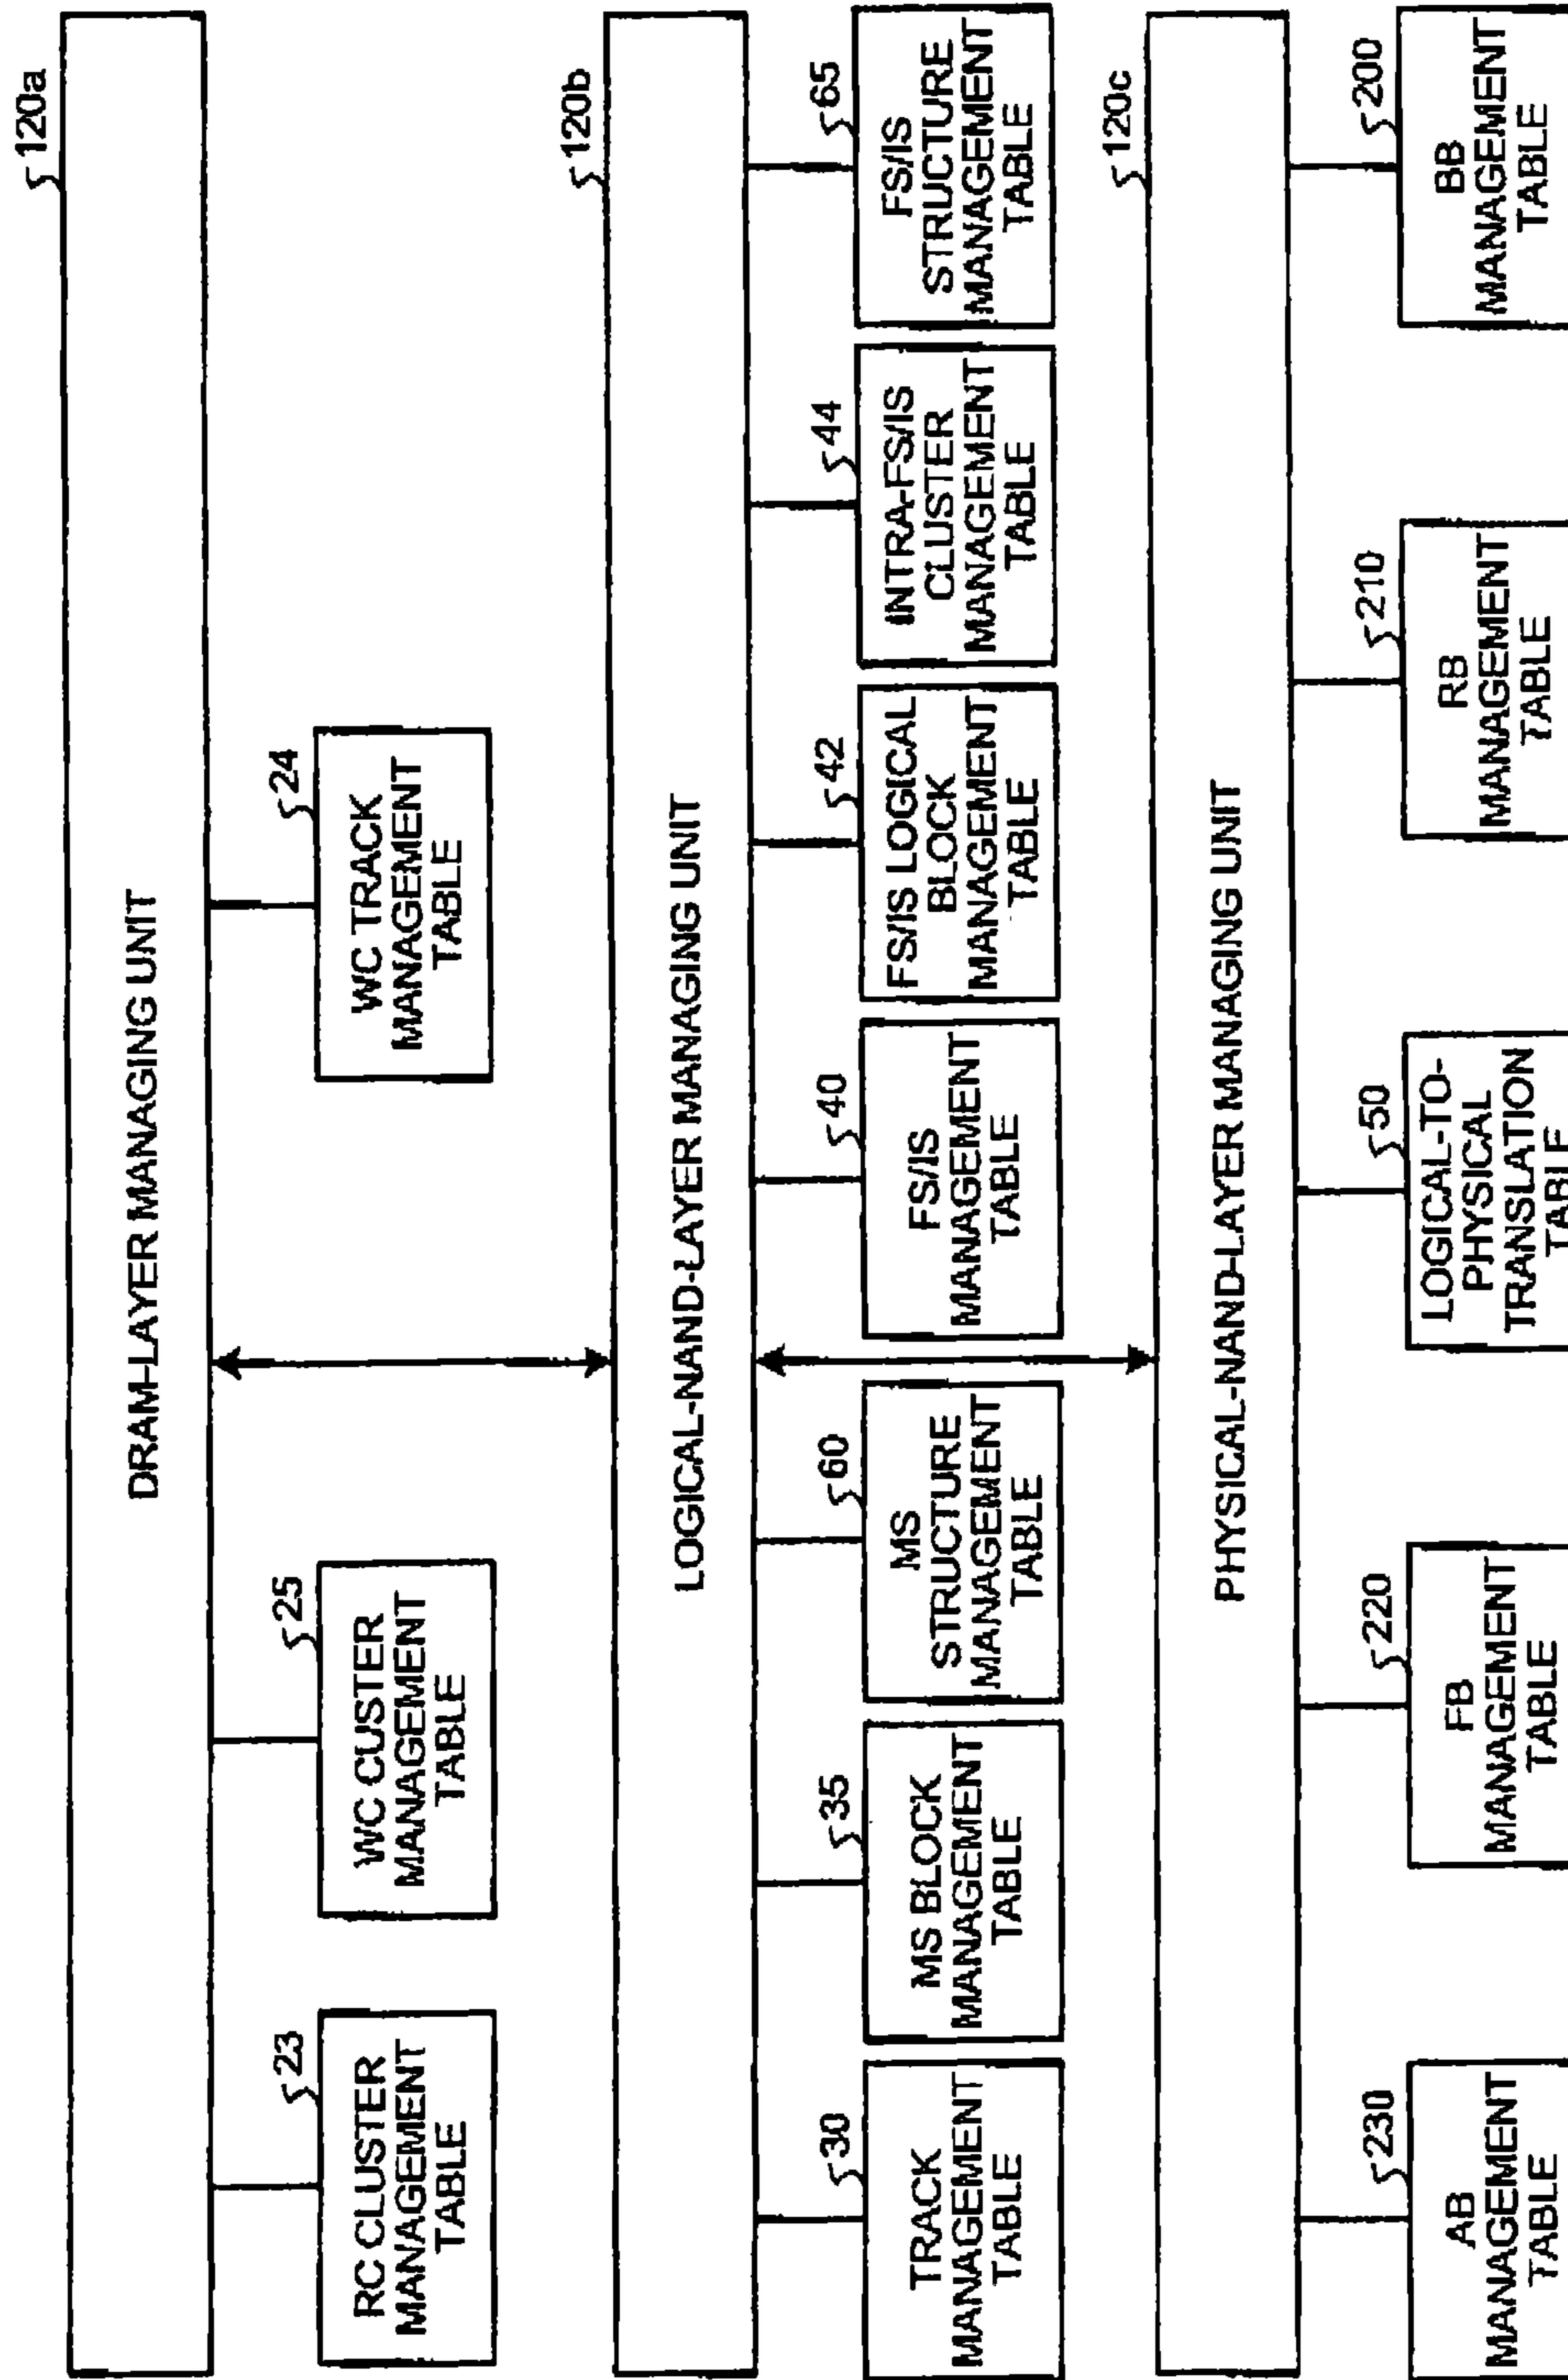 120a
DRAM-LAYER MANAGING UNIT
23
RC CLUSTER
MANAGEMENT
TABLE
25
WC CUSTER
MANAGEMENT
TABLE
24
WC TRACK
MANAGEMENT
TABLE
120b
LOGICAL-NAND-LAYER MANAGING UNIT
30
TRACK
MANAGEMENT
TABLE
35
MS BLOCK
MANAGEMENT
TABLE
60
MS
STRUCTURE
MANAGEMENT
TABLE
40
FS/IS
MANAGEMENT
TABLE
42
FS/IS LOGICAL
BLOCK
MANAGEMENT
TABLE
44
INTRA-FS/IS
CLUSTER
MANAGEMENT
TABLE
65
FS/IS
STRUCTURE
MANAGEMENT
TABLE
120c
PHYSICAL-NAND-LAYER MANAGING UNIT
230
AB
MANAGEMENT
TABLE
220
FB
MANAGEMENT
TABLE
50
LOGICAL-TO-
PHYSICAL
TRANSLATION
TABLE
210
RB
MANAGEMENT
TABLE
200
BB
MANAGEMENT
TABLE